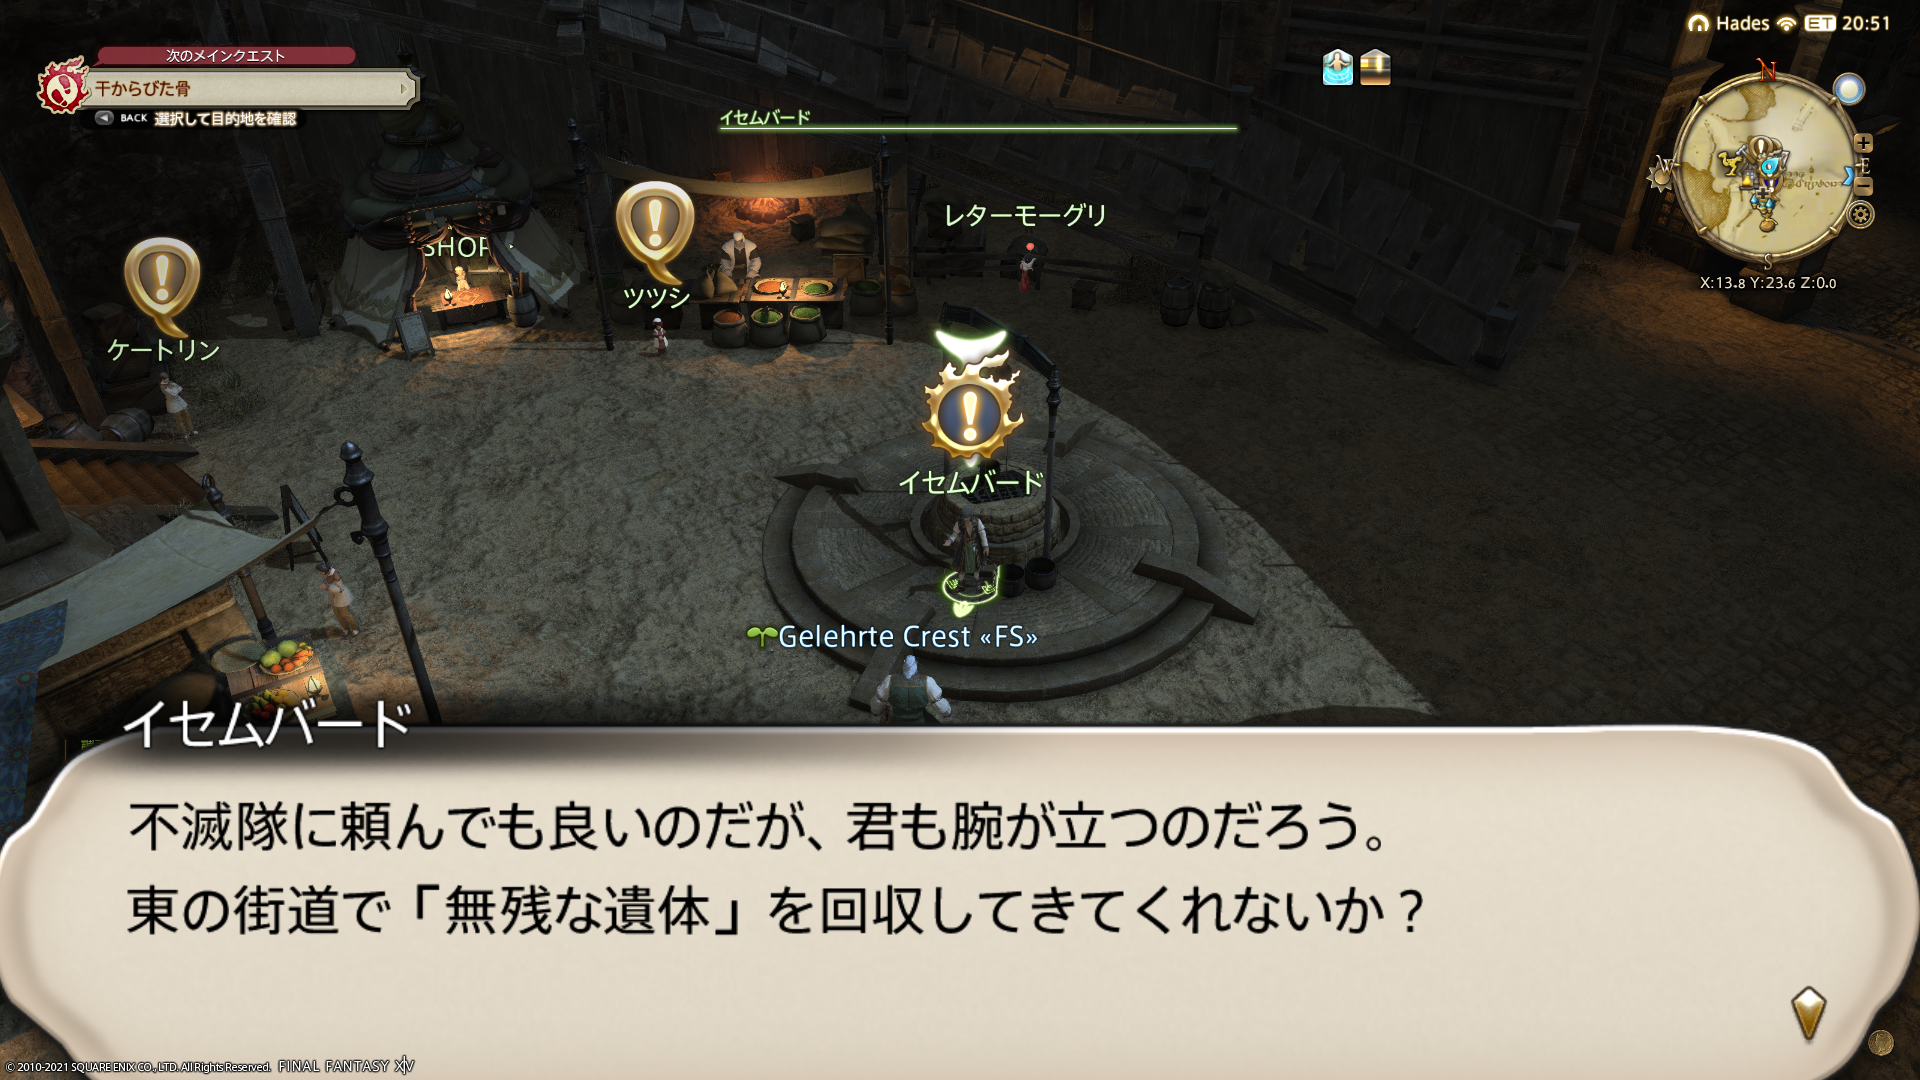 Hades ET 20:51
次のメインクエスト
干からびた骨
BACK 選択して目的地を確認
イセムバード
N
W
E
S
X:13.8 Y:23.6 Z:0.0
レターモーグリ
SHOP
ツツシ
ケートリン
イセムバード
Gelehrte Crest «FS»
イセムバード
不滅隊に頼んでも良いのだが、君も腕が立つのだろう。
東の街道で「無残な遺体」を回収してきてくれないか？
© 2010-2021 SQUARE ENIX CO., LTD. All Rights Reserved. FINAL FANTASY XIV